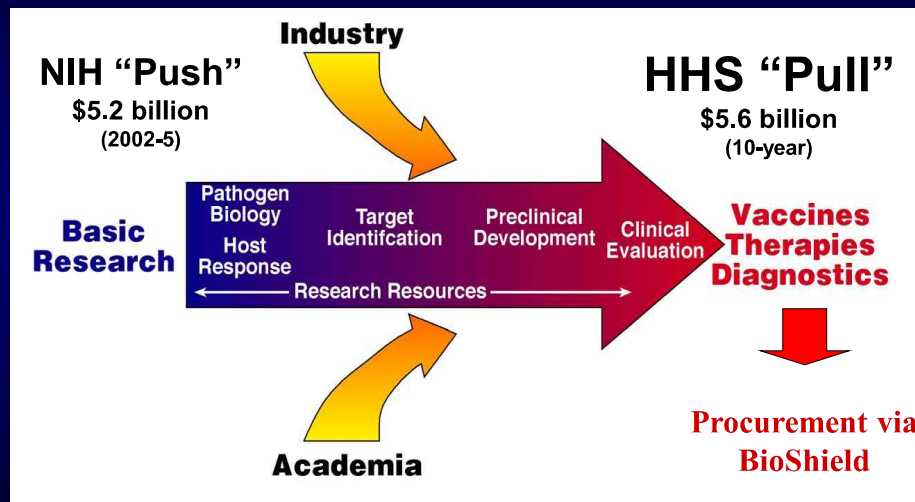 Industry
NIH “Push”
$5.2 billion
(2002-5)
HHS “Pull”
$5.6 billion
(10-year)
Basic
Research
Pathogen
Biology
Host
Response
Target
Identifcation
Preclinical
Development
Clinical
Evaluation
Research Resources
Vaccines
Therapies
Diagnostics
Academia
Procurement via
BioShield